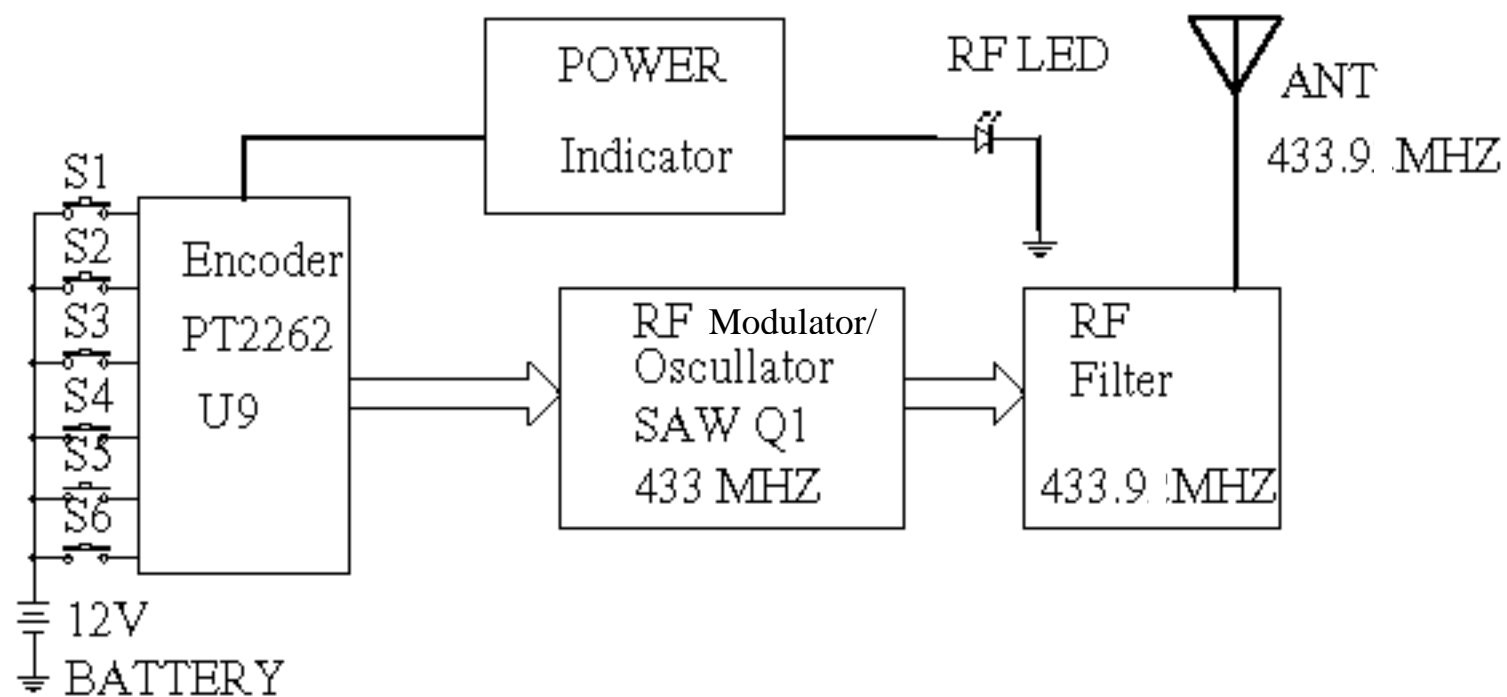 POWER
Indicator
RF LED
ANT
433.9 MHZ
S1
S2
S3
S4
S5
S6
Encoder
PT2262
U9
RF Modulator/
Oscullator
SAW Q1
433 MHZ
RF
Filter
433.9 MHZ
12V
BATTERY